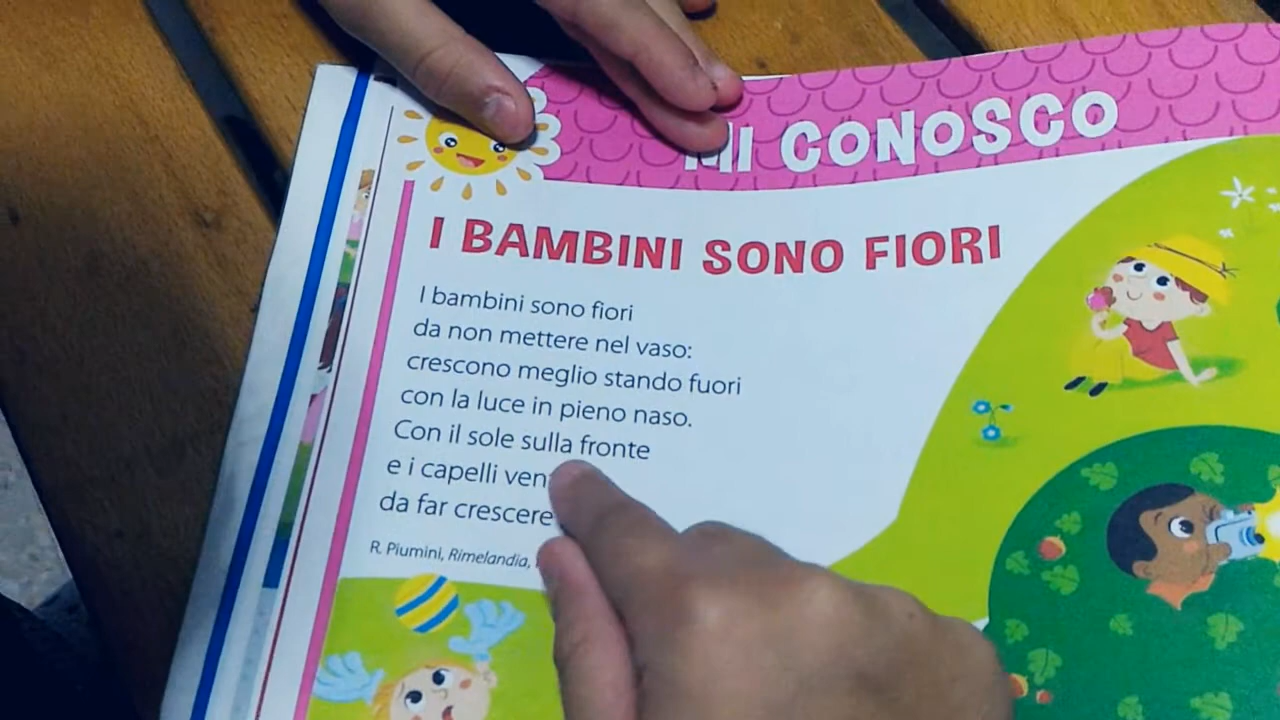 MI CONOSCO
I BAMBINI SONO FIORI
I bambini sono fiori
da non mettere nel vaso:
crescono meglio stando fuori
con la luce in pieno naso.
Con il sole sulla fronte
e i capelli
da far crescere
R. Piumini, Rimelandia,